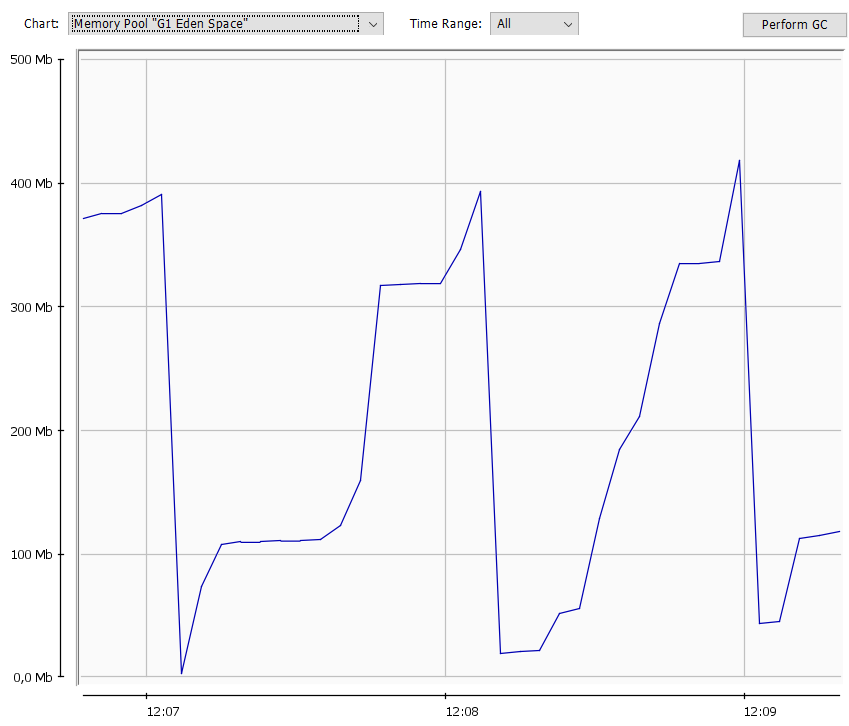 Chart: Memory Pool "G1 Eden Space" Time Range: All Perform GC
500 Mb
400 Mb
300 Mb
200 Mb
100 Mb
0,0 Mb
12:07 12:08 12:09